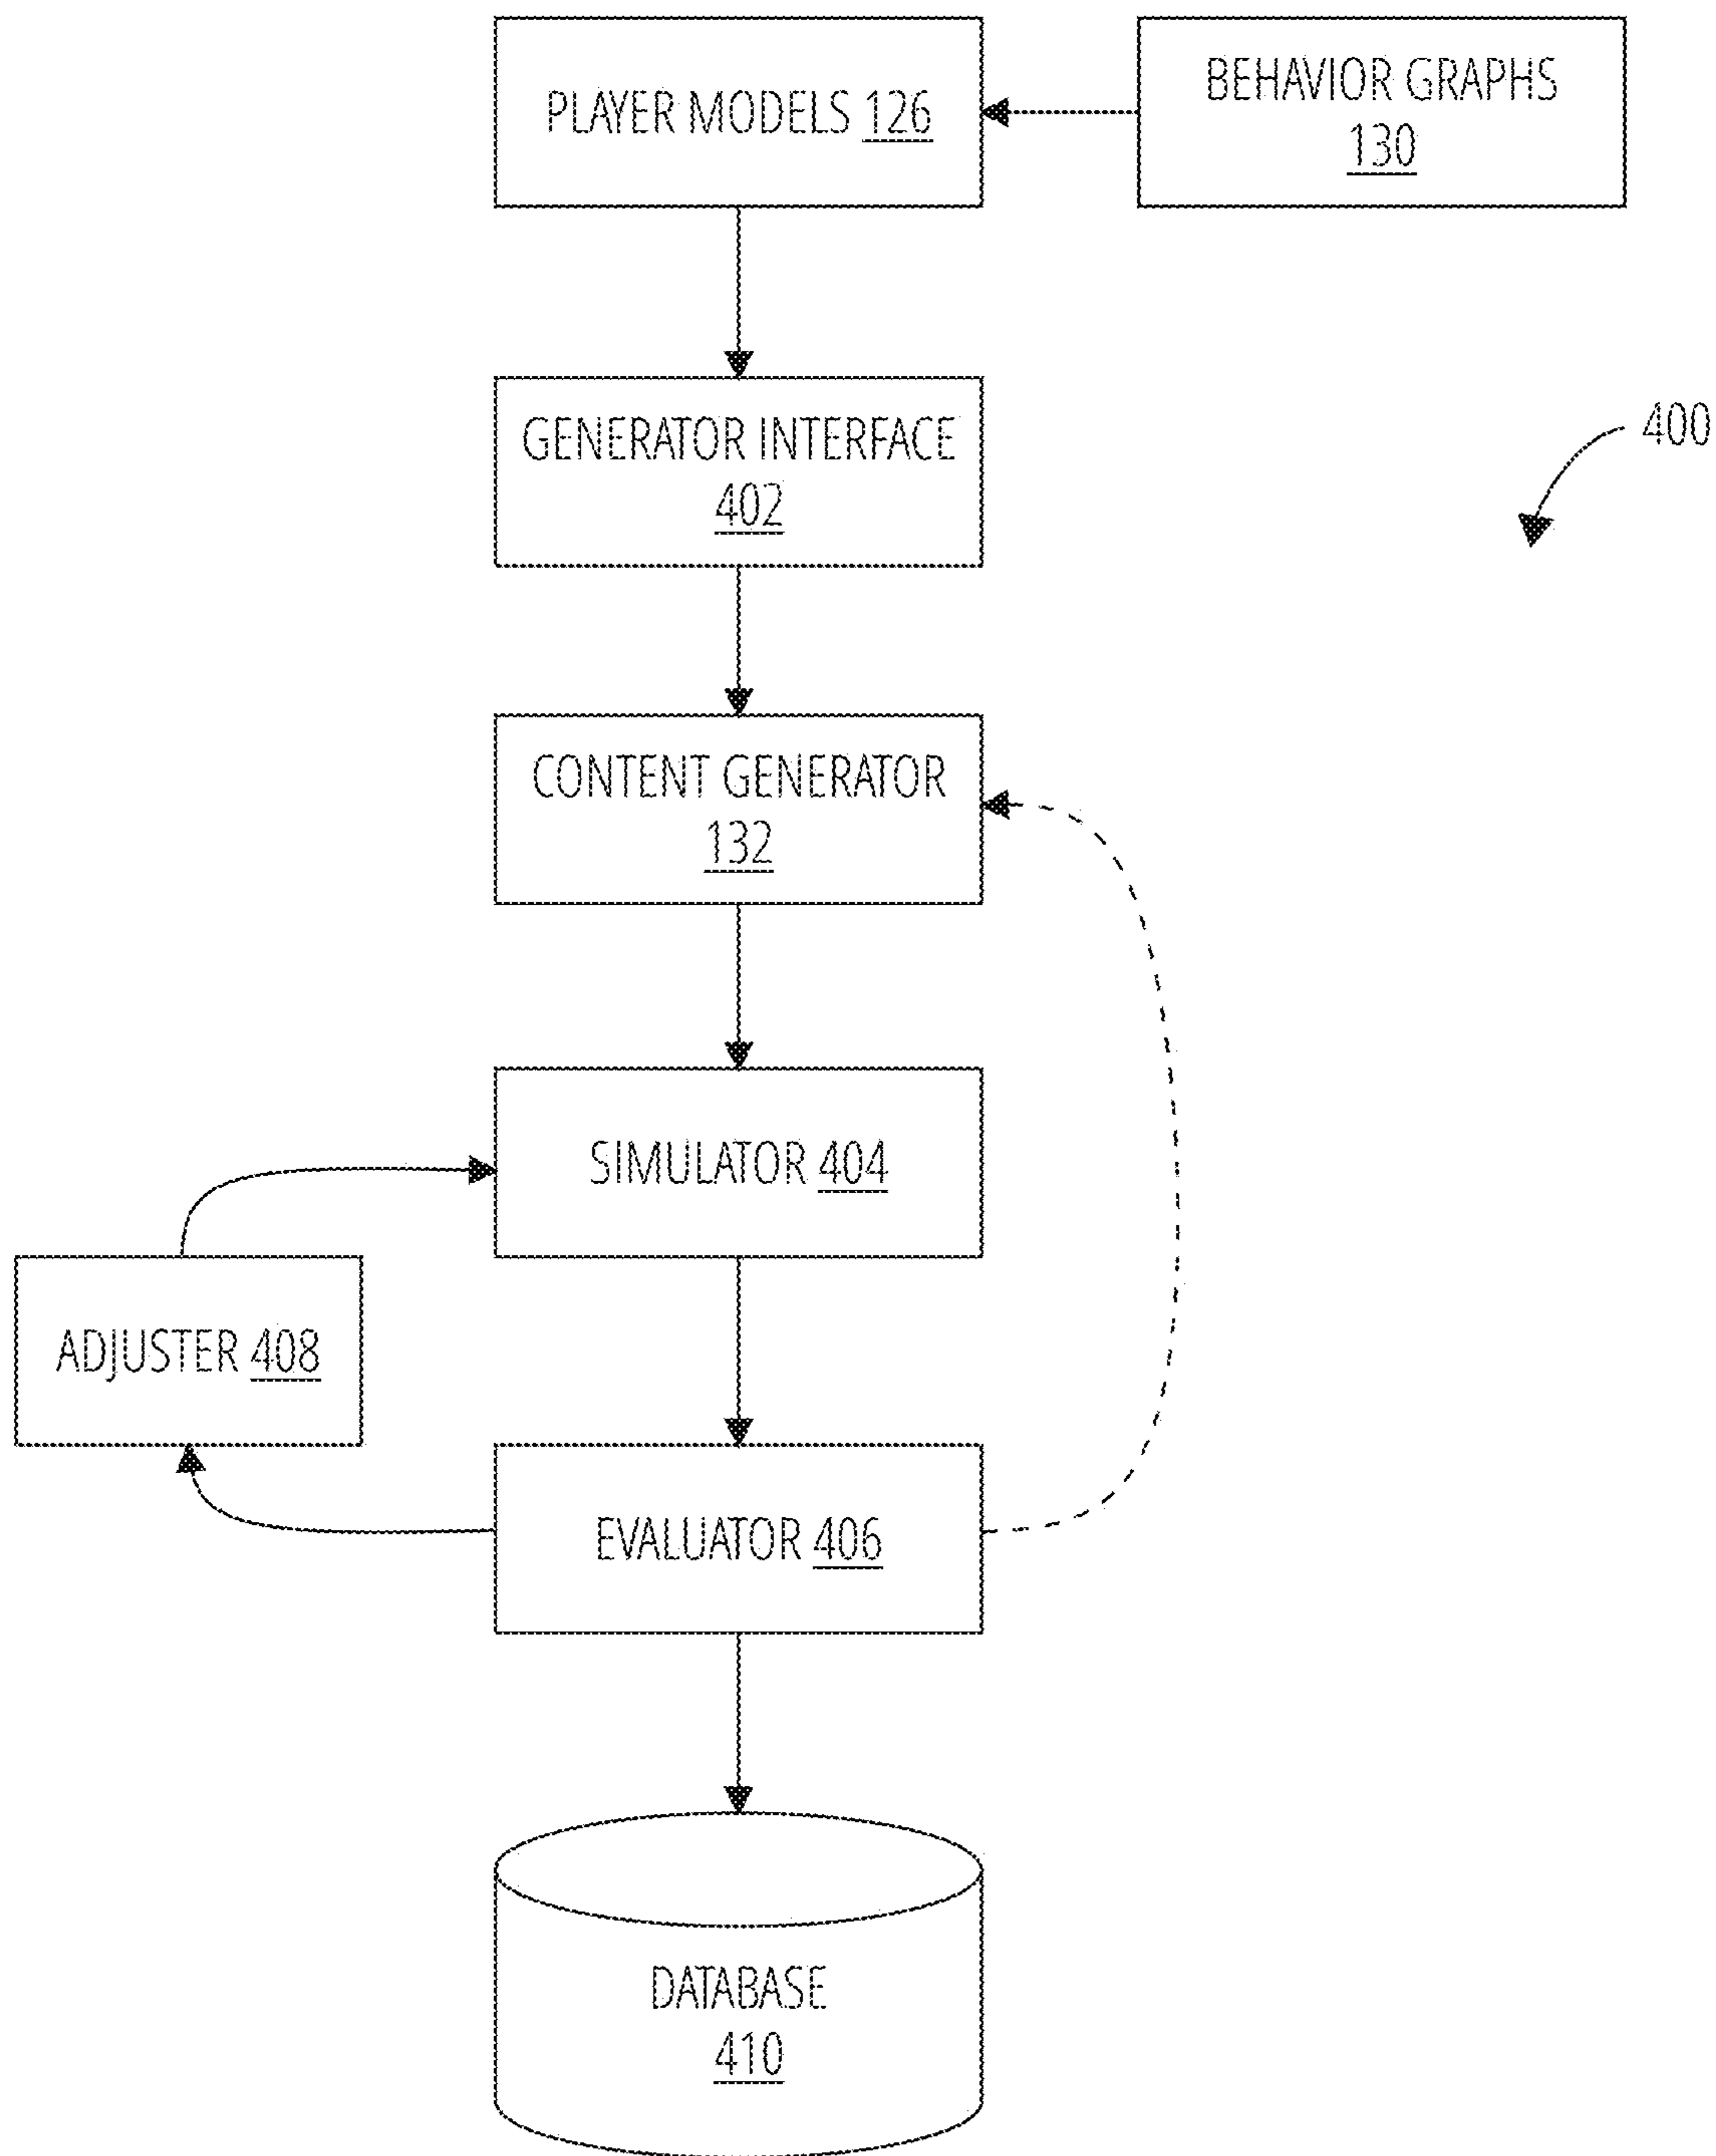 PLAYER MODELS 126
BEHAVIOR GRAPHS
130
GENERATOR INTERFACE
402
400
CONTENT GENERATOR
132
SIMULATOR 404
ADJUSTER 408
EVALUATOR 406
DATABASE
410